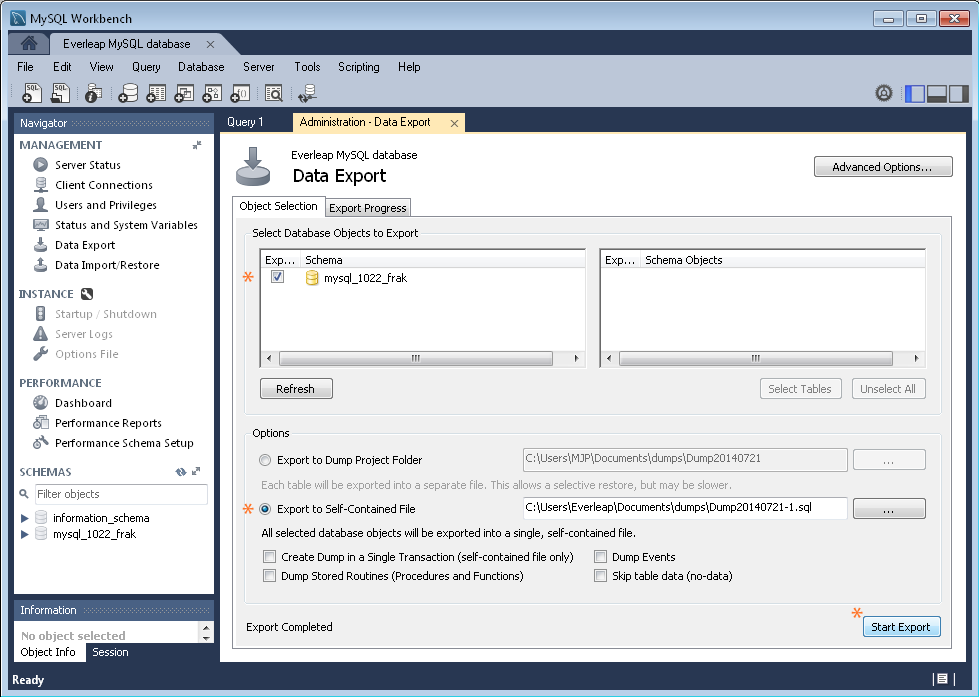 MySQL Workbench
Everleap MySQL database
File Edit View Query Database Server Tools Scripting Help
Navigator
MANAGEMENT
Server Status
Client Connections
Users and Privileges
Status and System Variables
Data Export
Data Import/Restore
INSTANCE
Startup / Shutdown
Server Logs
Options File
PERFORMANCE
Dashboard
Performance Reports
Performance Schema Setup
SCHEMAS
Filter objects
information_schema
mysql_1022_frak
Information
No object selected
Object Info Session
Query 1 Administration - Data Export
Everleap MySQL database
Data Export
Advanced Options...
Object Selection Export Progress
Select Database Objects to Export
Exp... Schema
mysql_1022_frak
Exp... Schema Objects
Refresh
Select Tables Unselect All
Options
Export to Dump Project Folder C:\Users\MJP\Documents\dumps\Dump20140721 ...
Each table will be exported into a separate file. This allows a selective restore, but may be slower.
Export to Self-Contained File C:\Users\Everleap\Documents\dumps\Dump20140721-1.sql ...
All selected database objects will be exported into a single, self-contained file.
Create Dump in a Single Transaction (self-contained file only) Dump Events
Dump Stored Routines (Procedures and Functions) Skip table data (no-data)
Export Completed
Start Export
Ready